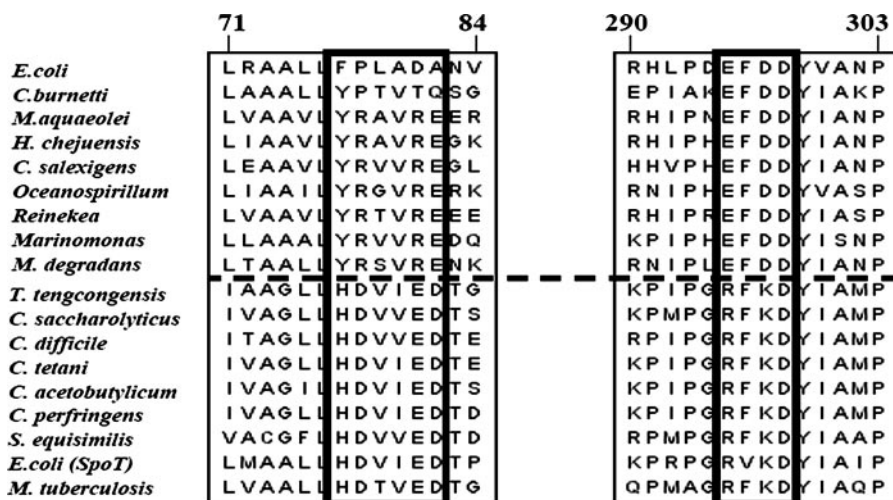 71 84 290 303
E.coli LRAALLFPLADANV RHLPDEFDDYVANP
C.burnetti LAAALLYPTVTQSG EPIAKEFDDYIAKP
M.aquaeolei LVAAVLYRAVREER RHIPMEFDDYIANP
H. chejuensis LIAAVLYRAVREGK RHIPHEFDDYIANP
C. salexigens LEAAVLYRVVREGL HHVPHEFDDYIANP
Oceanospirillum LIAAILYRGVRERK RNIPHEFDDYVASP
Reinekea LVAAVLYRTVREEE RHIPREFDDYIASP
Marinomonas LLAAALYRVVREDQ KPIPHEFDDYISNP
M. degradans LTAALLYRSVRENK RNIPLEFDDYIANP
T. tengcongensis IAAGLLHDVIEDTG KPIPGRFKDYIAMP
C. saccharolyticus IVAGLLHDVVEDTS KPMPGRFKDYIAMP
C. difficile ITAGLLHDVVEDTE RPIPGRFKDYIAMP
C. tetani IVAGLLHDVIEDTE KPIPGRFKDYIAMP
C. acetobutylicum IVAGILHDVVEDTS KPIPGRFKDYIAMP
C. perfringens IVAGLLHDVIEDTD KPIPGRFKDYIAMP
S. equisimilis VACGFLHDVVEDTD RPMPGRFKDYIAAP
E.coli (SpoT) LMAALLHDVIEDTP KPRPGRVKDYIAIP
M. tuberculosis LVAALLHDTVEDTG QPMAGRFKDYIAQP